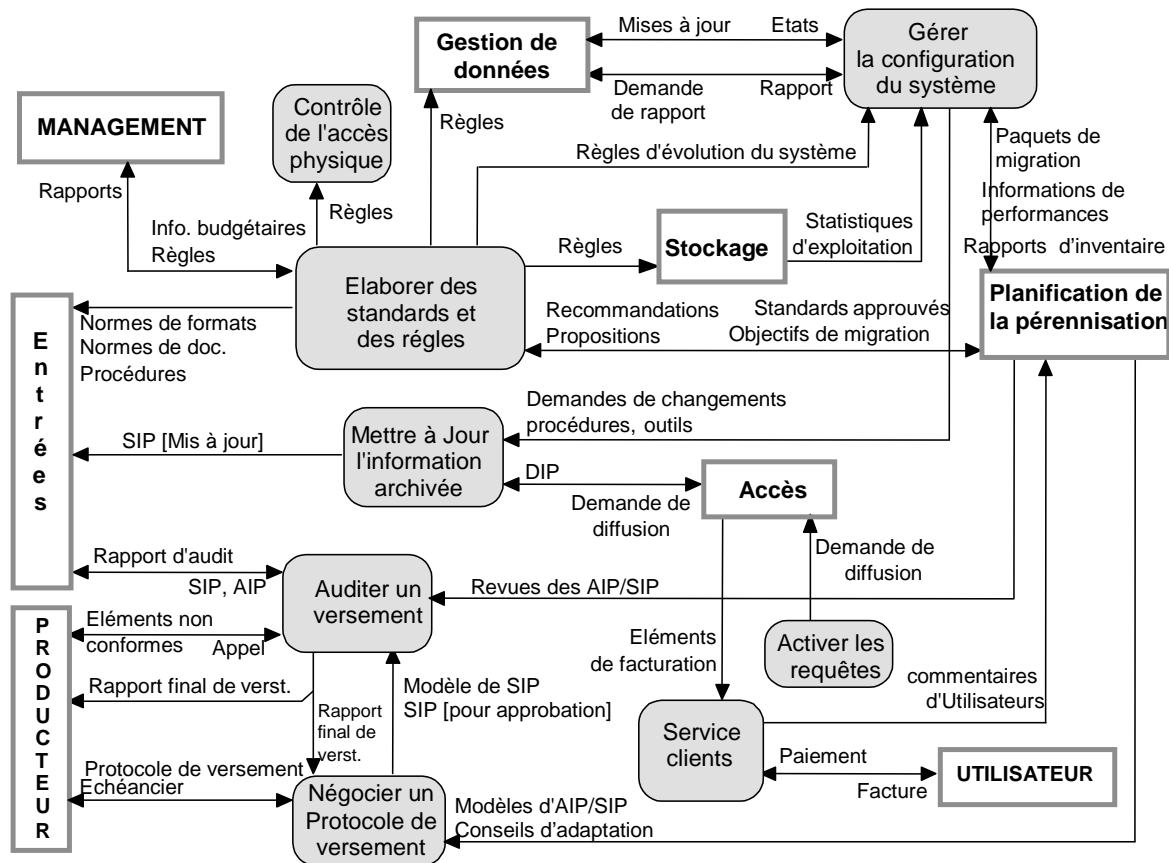 Gestion de
données
Mises à jour
Etats
Demande
de rapport
Rapport
Gérer
la configuration
du système
MANAGEMENT
Contrôle
de l'accès
physique
Règles
Règles d'évolution du système
Paquets de
migration
Informations de
performances
Rapports d'inventaire
Rapports
Info. budgétaires
Règles
Règles
Règles
Stockage
Statistiques
d'exploitation
Elaborer des
standards et
des régles
Recommandations
Propositions
Standards approuvés
Objectifs de migration
Planification de
la pérennisation
Entrées
Normes de formats
Normes de doc.
Procédures
Demandes de changements
procédures, outils
SIP [Mis à jour]
Mettre à Jour
l'information
archivée
DIP
Demande de
diffusion
Accès
Demande de
diffusion
Rapport d'audit
SIP, AIP
Auditer un
versement
Revues des AIP/SIP
PRODUCTEUR
Eléments non
conformes
Appel
Eléments
de facturation
Activer les
requêtes
Rapport final de verst.
Modèle de SIP
SIP [pour approbation]
Rapport
final de
verst.
commentaires
d'Utilisateurs
Service
clients
Paiement
Facture
UTILISATEUR
Protocole de versement
Echéancier
Négocier un
Protocole de
versement
Modèles d'AIP/SIP
Conseils d'adaptation